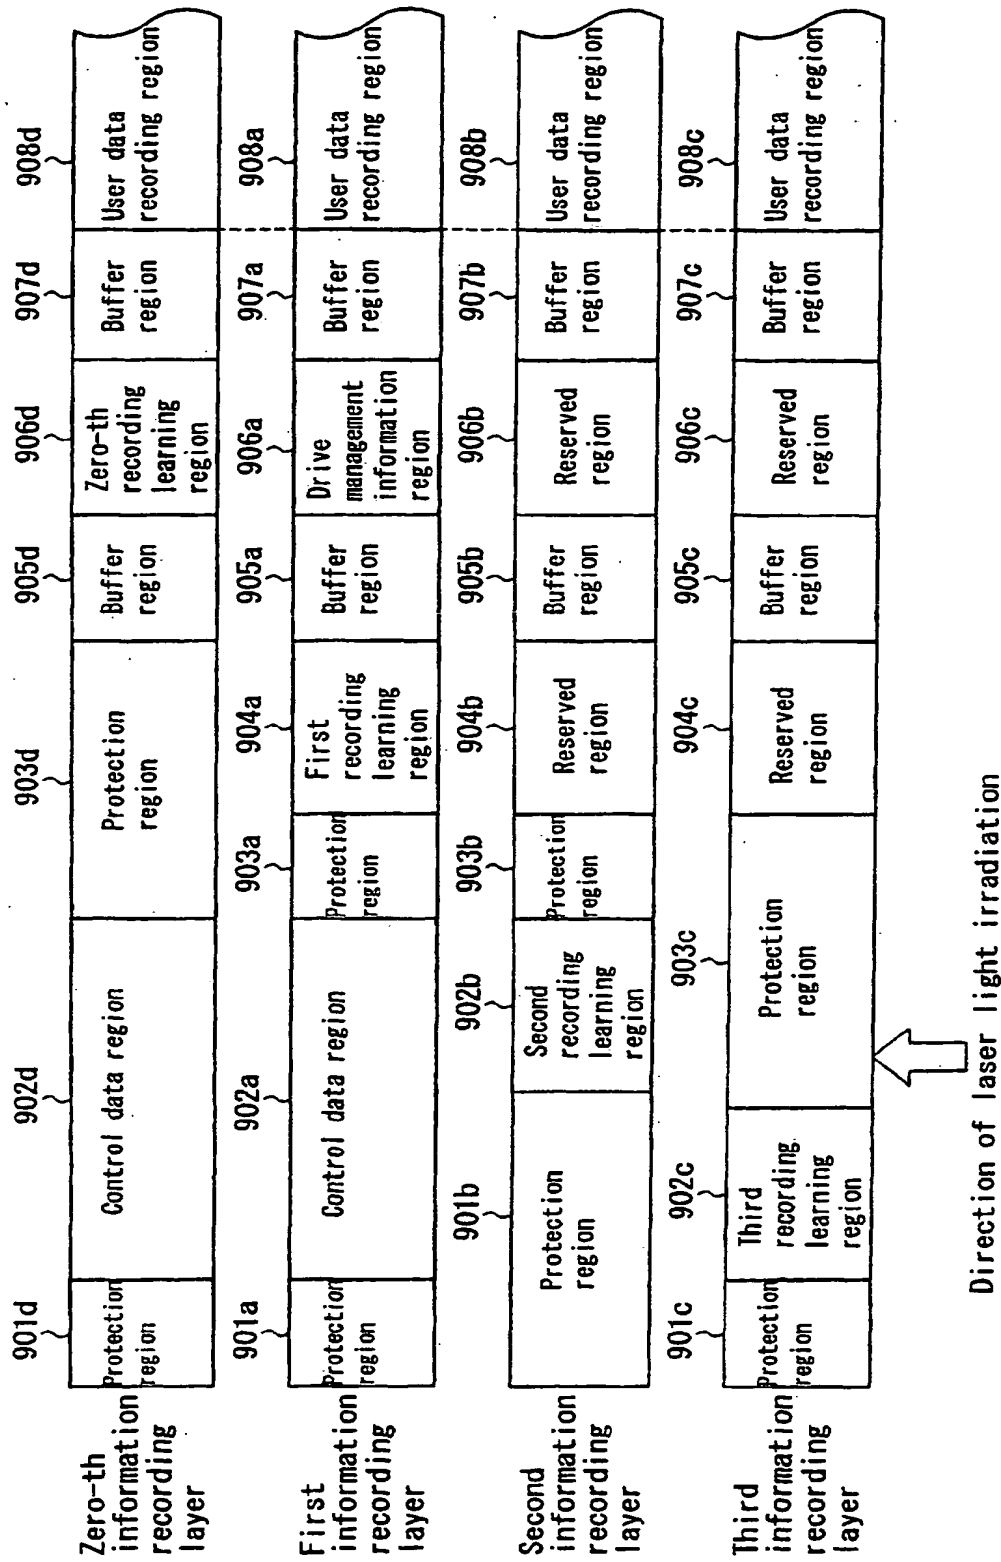 Zero-th
information
recording
layer
901d
902d
903d
905d
906d
907d
908d
Protection
region
Control data region
Protection
region
Buffer
region
Zero-th
recording
learning
region
Buffer
region
User data
recording region
First
information
recording
layer
901a
902a
903a
904a
905a
906a
907a
908a
Protection
region
Control data region
Protection
region
First
recording
learning
region
Buffer
region
Drive
management
information
region
Buffer
region
User data
recording region
Second
information
recording
layer
901b
902b
903b
904b
905b
906b
907b
908b
Protection
region
Second
recording
learning
region
Protection
region
Reserved
region
Buffer
region
Reserved
region
Buffer
region
User data
recording region
Third
information
recording
layer
901c
902c
903c
904c
905c
906c
907c
908c
Protection
region
Third
recording
learning
region
Protection
region
Reserved
region
Buffer
region
Reserved
region
Buffer
region
User data
recording region
Direction of laser light irradiation